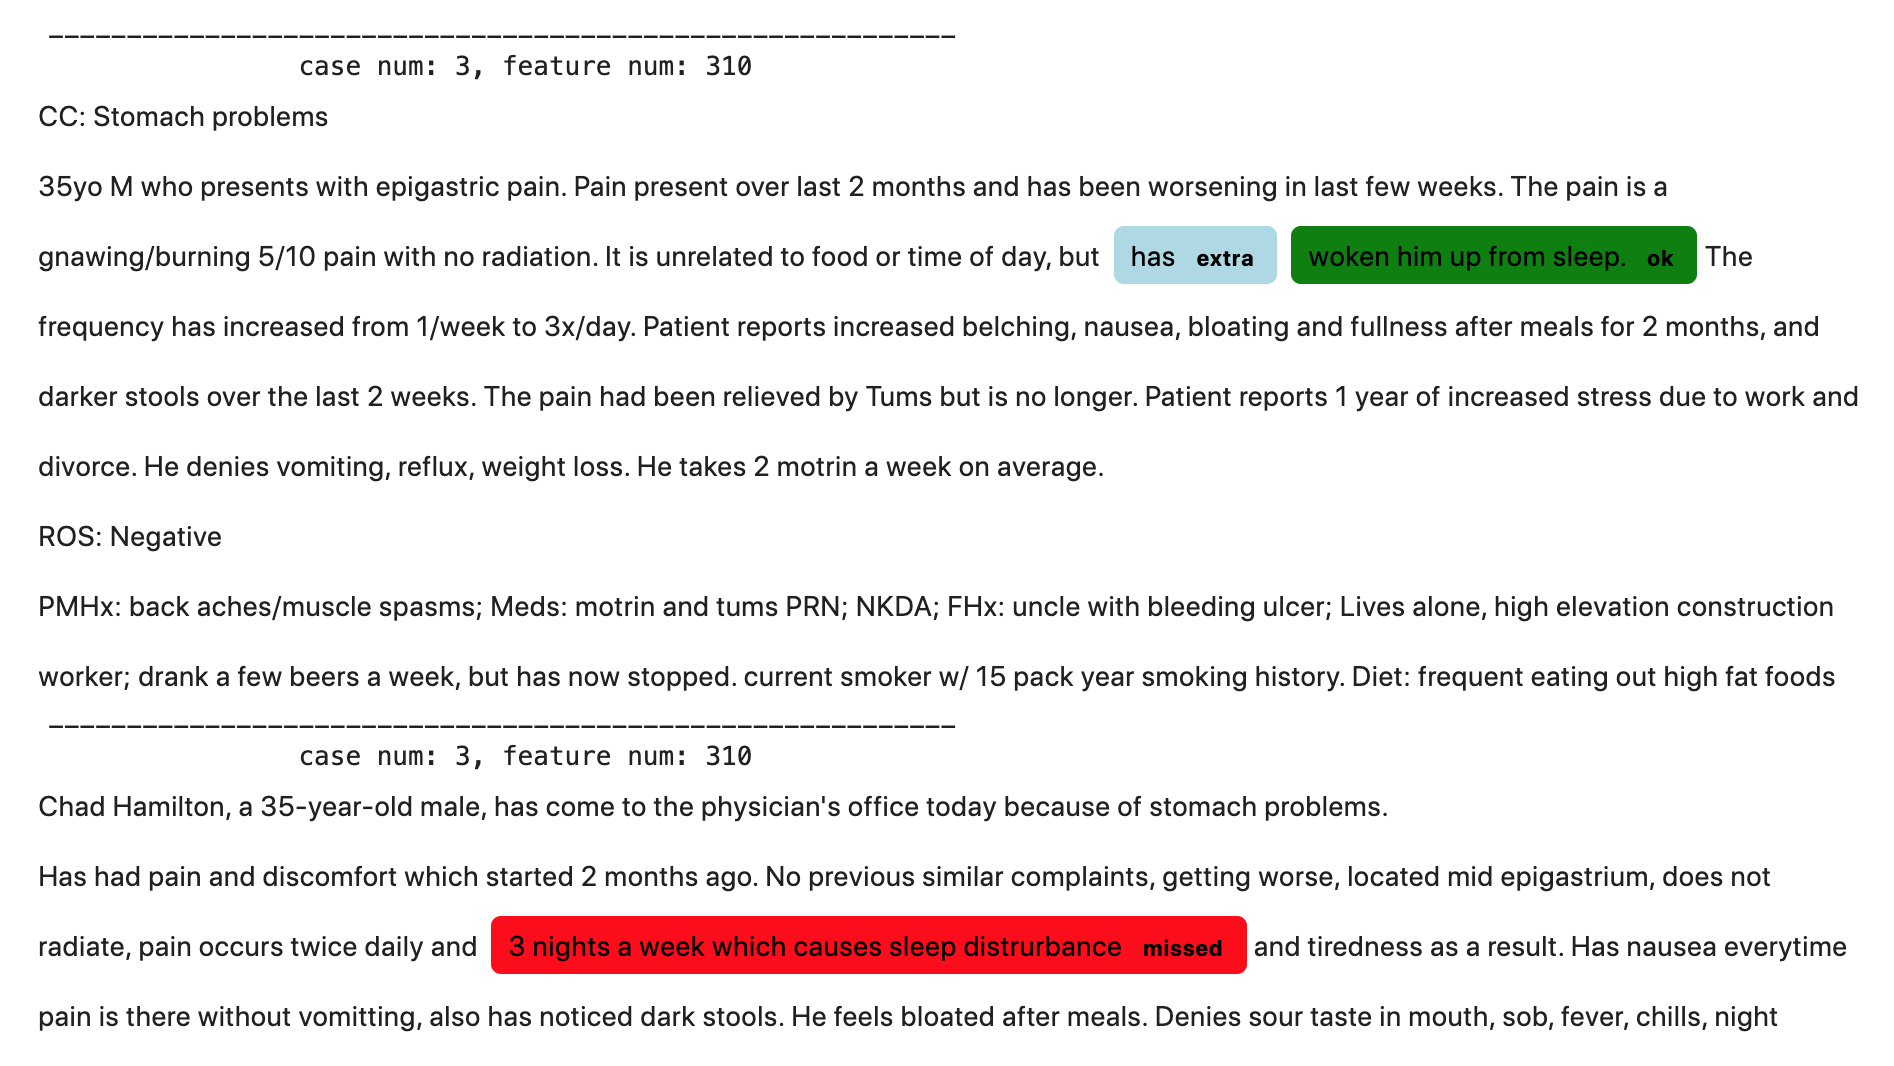 __________________________________________________________
case num: 3, feature num: 310
CC: Stomach problems
35yo M who presents with epigastric pain. Pain present over last 2 months and has been worsening in last few weeks. The pain is a
gnawing/burning 5/10 pain with no radiation. It is unrelated to food or time of day, but has extra woken him up from sleep. ok The
frequency has increased from 1/week to 3x/day. Patient reports increased belching, nausea, bloating and fullness after meals for 2 months, and
darker stools over the last 2 weeks. The pain had been relieved by Tums but is no longer. Patient reports 1 year of increased stress due to work and
divorce. He denies vomiting, reflux, weight loss. He takes 2 motrin a week on average.
ROS: Negative
PMHx: back aches/muscle spasms; Meds: motrin and tums PRN; NKDA; FHx: uncle with bleeding ulcer; Lives alone, high elevation construction
worker; drank a few beers a week, but has now stopped. current smoker w/ 15 pack year smoking history. Diet: frequent eating out high fat foods
__________________________________________________________
case num: 3, feature num: 310
Chad Hamilton, a 35-year-old male, has come to the physician's office today because of stomach problems.
Has had pain and discomfort which started 2 months ago. No previous similar complaints, getting worse, located mid epigastrium, does not
radiate, pain occurs twice daily and 3 nights a week which causes sleep distrurbance missed and tiredness as a result. Has nausea everytime
pain is there without vomitting, also has noticed dark stools. He feels bloated after meals. Denies sour taste in mouth, sob, fever, chills, night